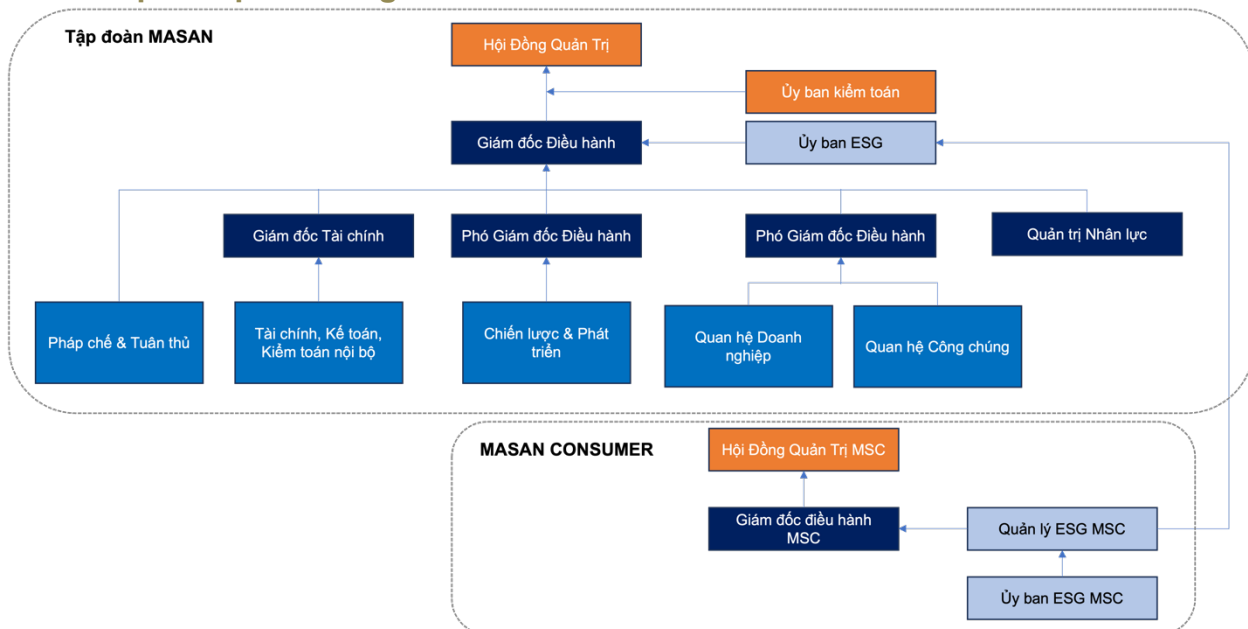 Tập đoàn MASAN
Hội Đồng Quản Trị
Ủy ban kiểm toán
Giám đốc Điều hành
Ủy ban ESG
Giám đốc Tài chính
Phó Giám đốc Điều hành
Phó Giám đốc Điều hành
Quản trị Nhân lực
Pháp chế & Tuân thủ
Tài chính, Kế toán,
Kiểm toán nội bộ
Chiến lược & Phát
triển
Quan hệ Doanh
nghiệp
Quan hệ Công chúng
MASAN CONSUMER
Hội Đồng Quản Trị MSC
Giám đốc điều hành
MSC
Quản lý ESG MSC
Ủy ban ESG MSC